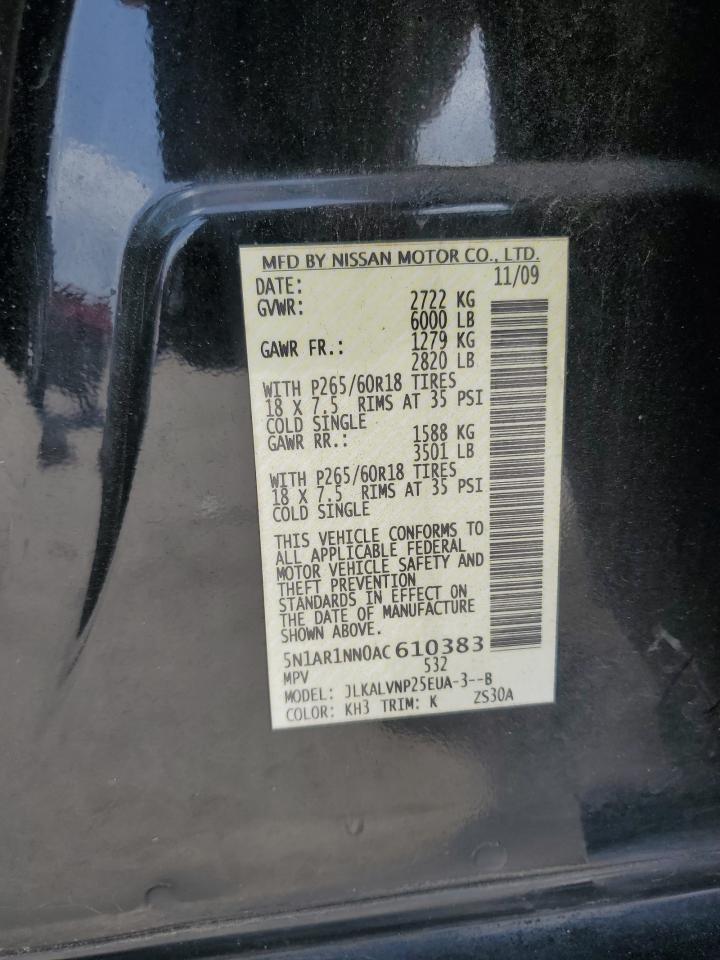 MFD BY NISSAN MOTOR CO., LTD.
DATE: 11/09
GVWR: 2722 KG
6000 LB
GAWR FR.: 1279 KG
2820 LB
WITH P265/60R18 TIRES
18 X 7.5 RIMS AT 35 PSI
COLD SINGLE
GAWR RR.: 1588 KG
3501 LB
WITH P265/60R18 TIRES
18 X 7.5 RIMS AT 35 PSI
COLD SINGLE
THIS VEHICLE CONFORMS TO
ALL APPLICABLE FEDERAL
MOTOR VEHICLE SAFETY AND
THEFT PREVENTION
STANDARDS IN EFFECT ON
THE DATE OF MANUFACTURE
SHOWN ABOVE.
5N1AR1NN0AC610383
MPV 532
MODEL: JLKALVNP25EUA-3--B
COLOR: KH3 TRIM: K ZS30A